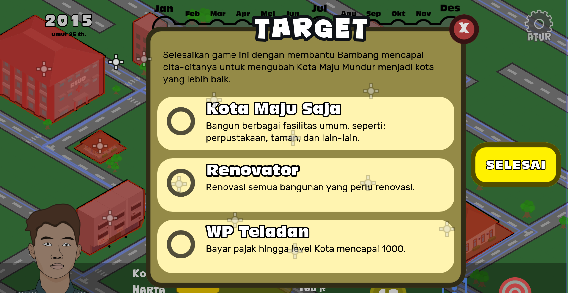 2015
Jan Feb Mar Apr Mei Jun Jul Agu Sep Okt Nov Des
TARGET
X
ATUR
Selesaikan game ini dengan membantu Bambang mencapai
cita-citanya untuk mengubah Kota Maju Mundur menjadi kota
yang lebih baik.
Kota Maju Saja
Bangun berbagai fasilitas umum, seperti:
perpustakaan, taman, dan lain-lain.
Renovator
Renovasi semua bangunan yang perlu renovasi.
SELESAI
WP Teladan
Bayar pajak hingga level Kota mencapai 1000.
Ko
HARTA